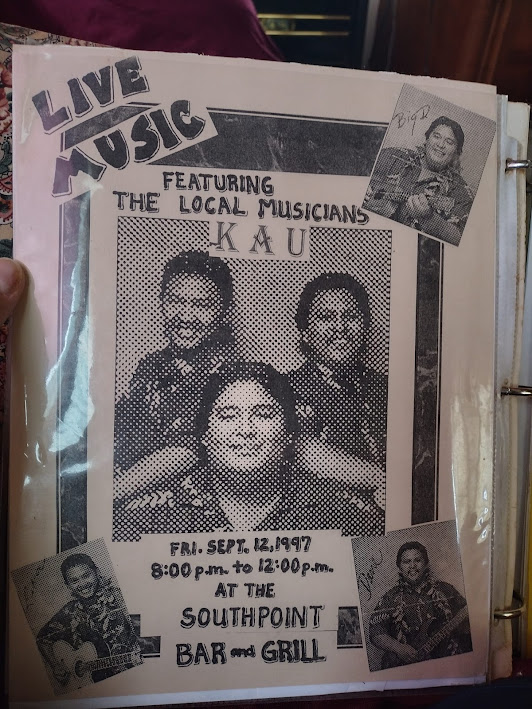 LIVE
MUSIC
Big D
FEATURING
THE LOCAL MUSICIANS
KAU
FRI. SEPT. 12, 1997
8:00 p.m. to 12:00 p.m.
AT THE
SOUTHPOINT
BAR and GRILL